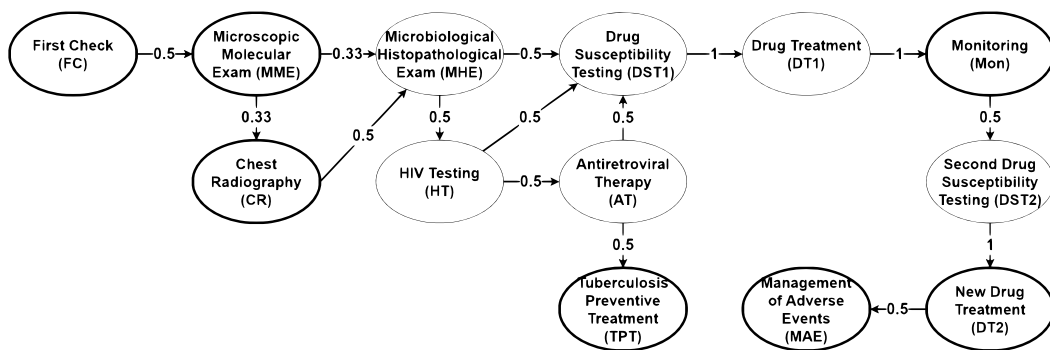 First Check
(FC)
0.5
Microscopic
Molecular
Exam (MME)
0.33
Microbiological
Histopathological
Exam (MHE)
0.5
Drug
Susceptibility
Testing (DST1)
1
Drug Treatment
(DT1)
1
Monitoring
(Mon)
0.33
0.5
0.5
0.5
0.5
0.5
Chest
Radiography
(CR)
HIV Testing
(HT)
0.5
Antiretroviral
Therapy
(AT)
Second Drug
Susceptibility
Testing (DST2)
0.5
1
Tuberculosis
Preventive
Treatment
(TPT)
Management
of Adverse
Events
(MAE)
0.5
New Drug
Treatment
(DT2)